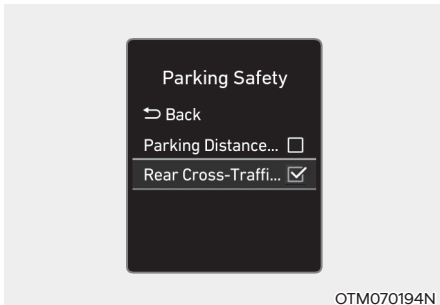 Parking Safety
Back
Parking Distance...
Rear Cross-Traffi...
OTM070194N